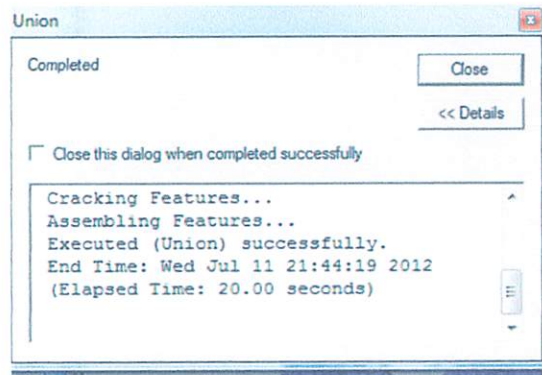 Union
Completed
Close
<< Details
Close this dialog when completed successfully
Cracking Features...
Assembling Features...
Executed (Union) successfully.
End Time: Wed Jul 11 21:44:19 2012
(Elapsed Time: 20.00 seconds)